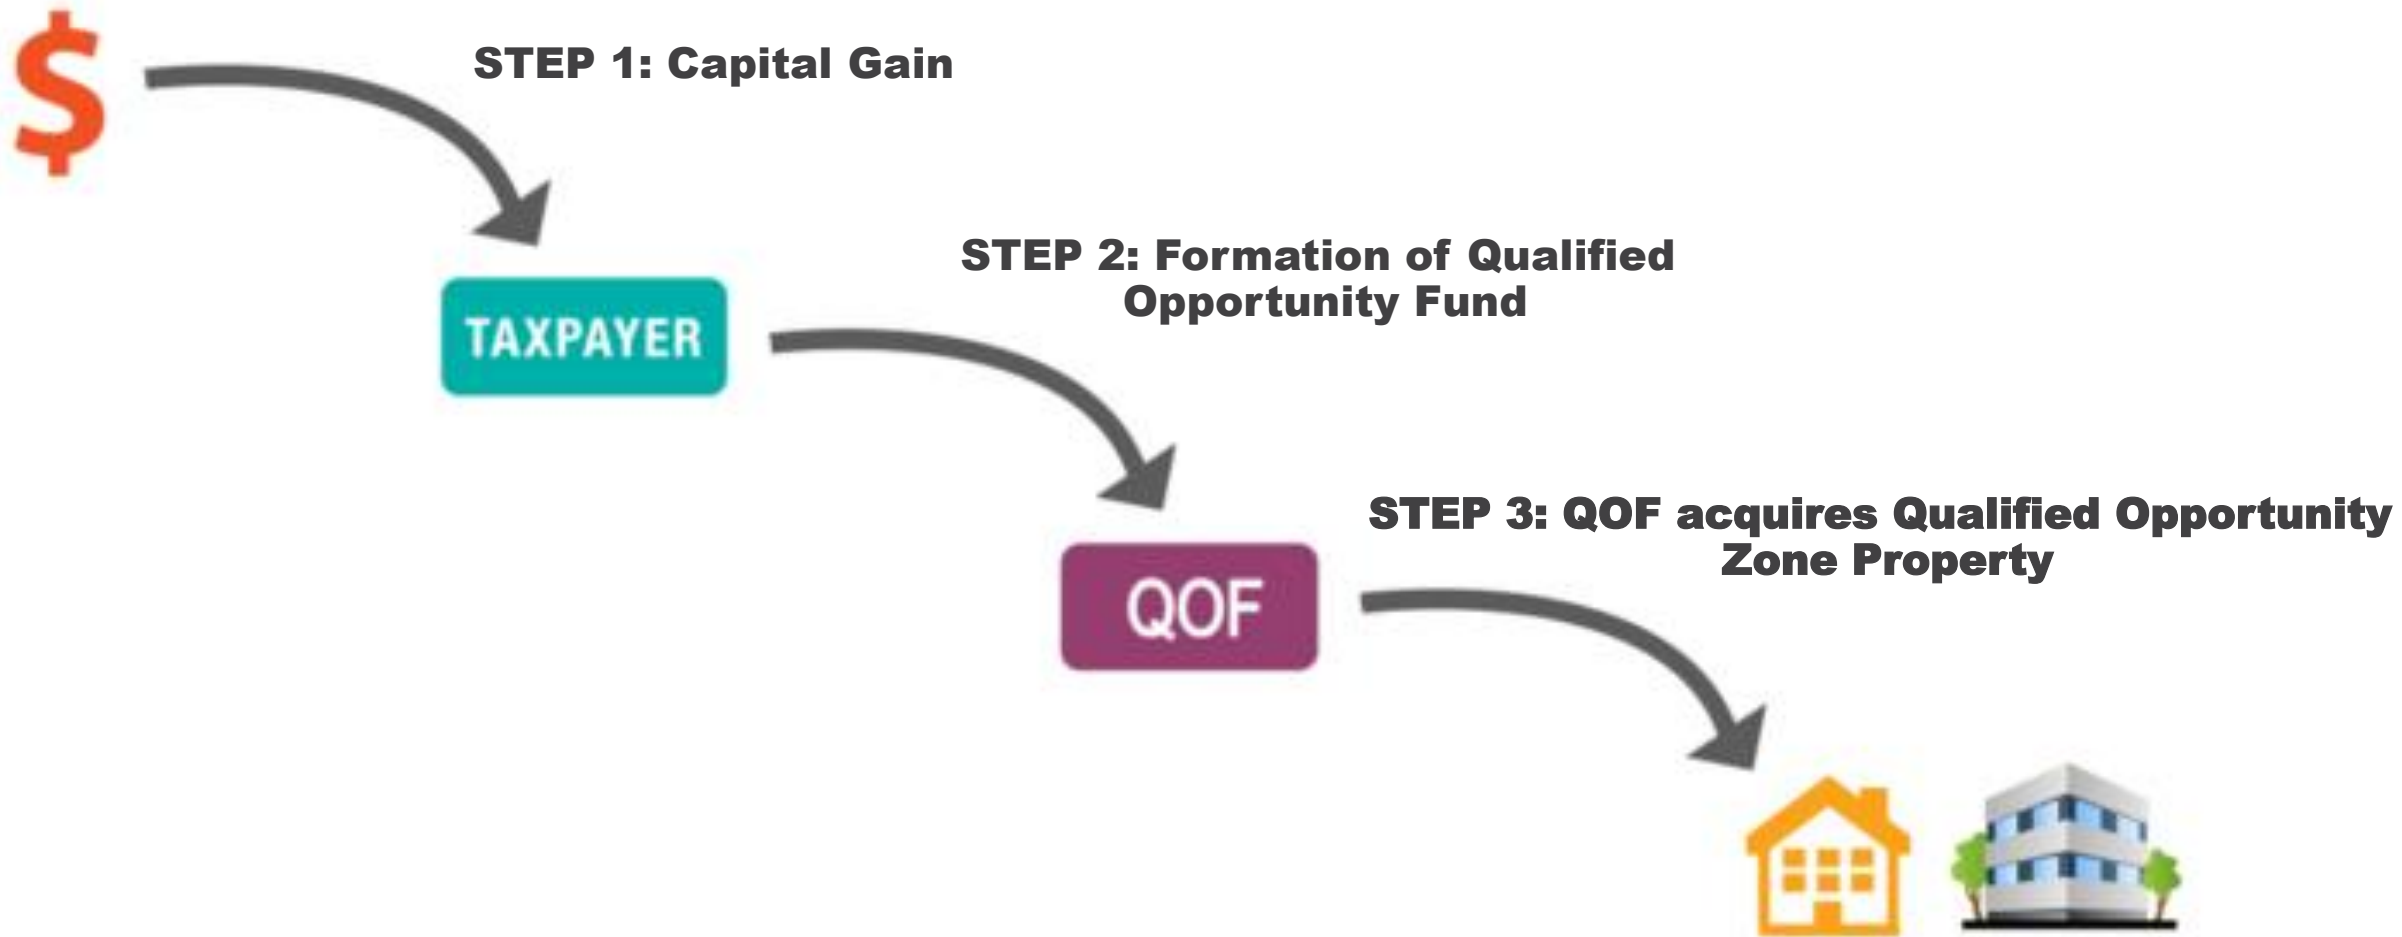 $
STEP 1: Capital Gain
TAXPAYER
STEP 2: Formation of Qualified
Opportunity Fund
QOF
STEP 3: QOF acquires Qualified Opportunity
Zone Property